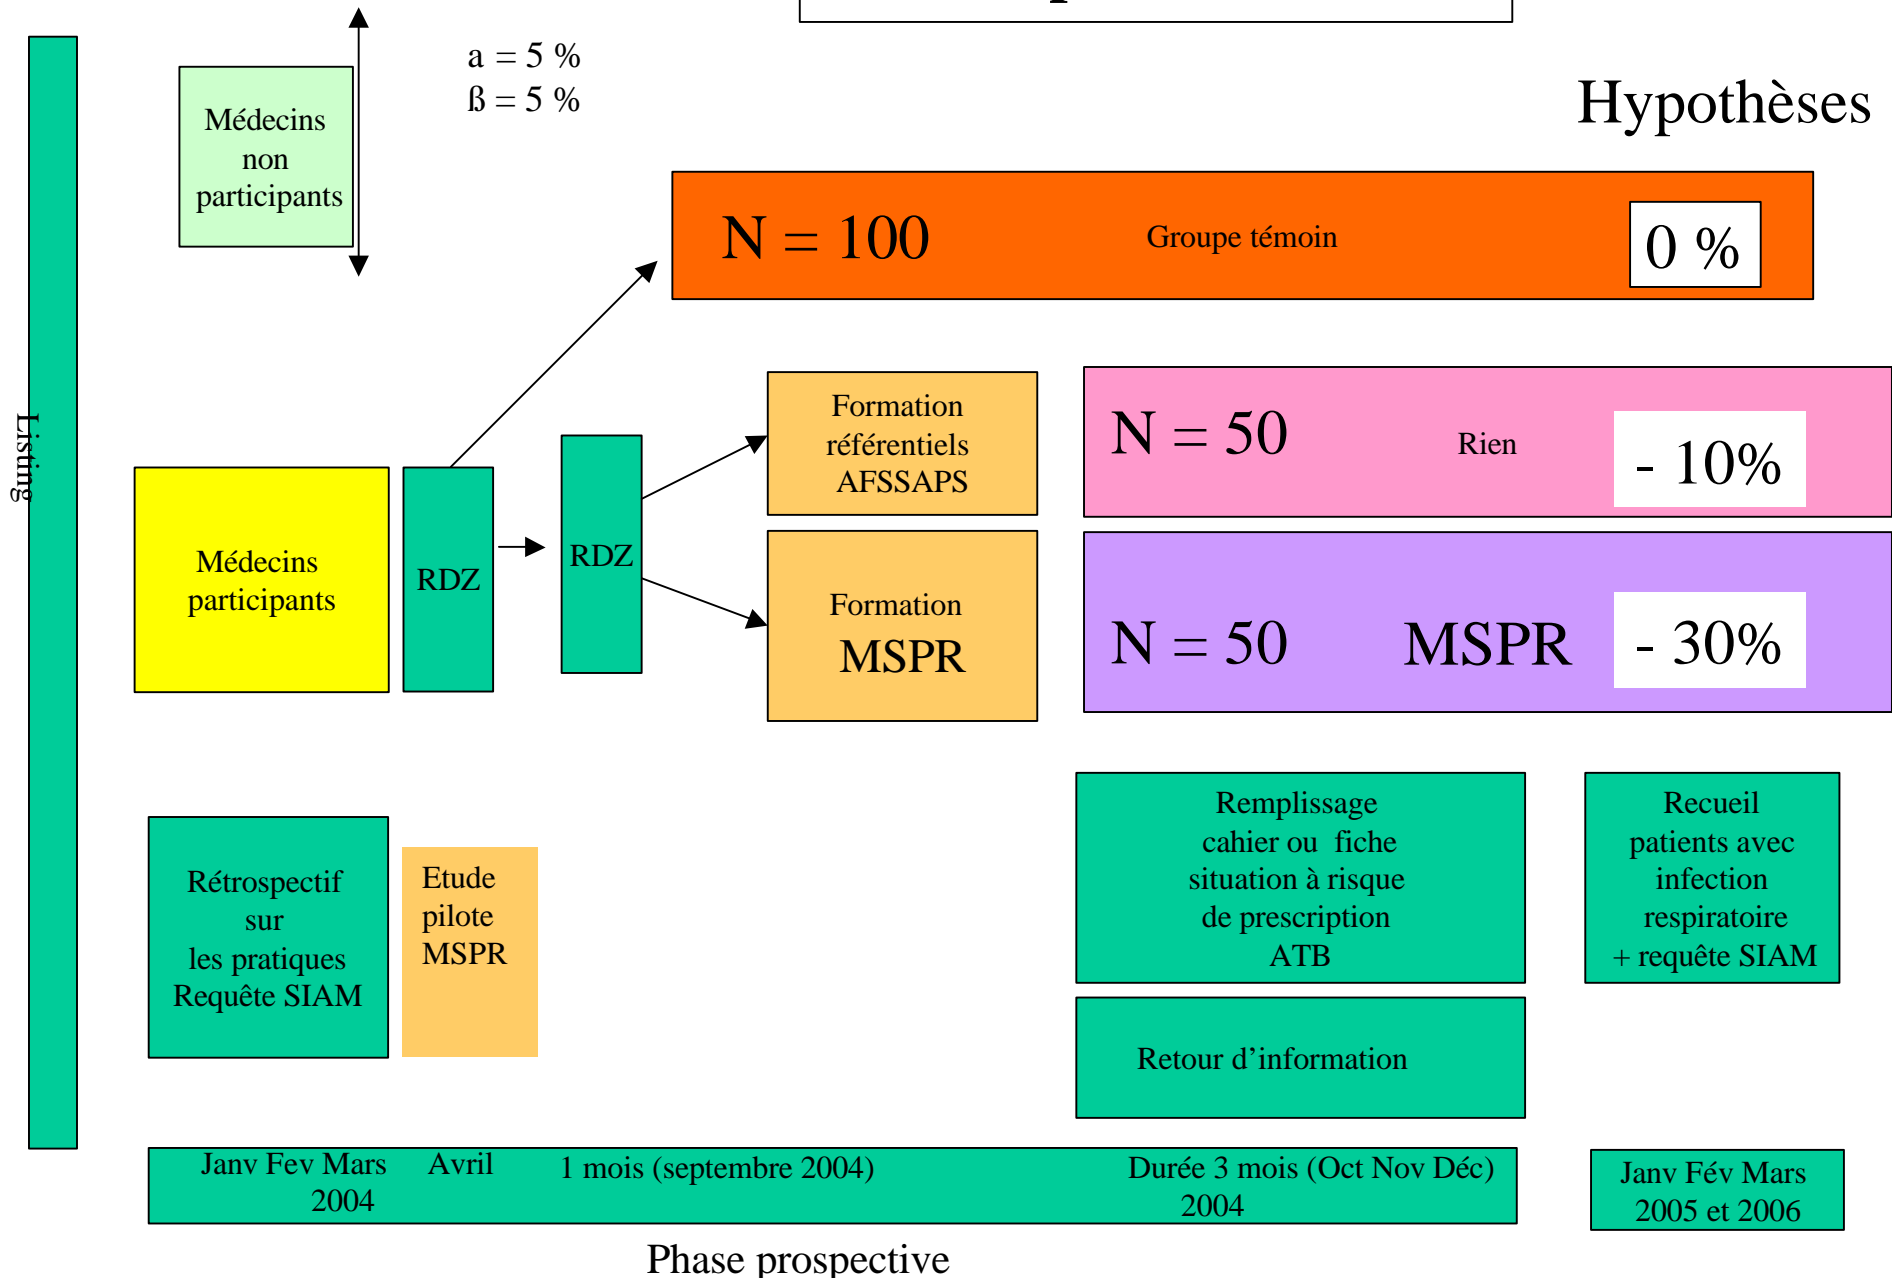 a = 5 %
ß = 5 %
Hypothèses
Médecins
non
participants
N = 100
Groupe témoin
0 %
Listing
Formation
référentiels
AFSSAPS
N = 50
Rien
- 10%
Médecins
participants
RDZ
RDZ
Formation
MSPR
N = 50
MSPR
- 30%
Rétrospectif
sur
les pratiques
Requête SIAM
Etude
pilote
MSPR
Remplissage
cahier ou fiche
situation à risque
de prescription
ATB
Recueil
patients avec
infection
respiratoire
+ requête SIAM
Retour d’information
Janv Fev Mars
2004
Avril
1 mois (septembre 2004)
Durée 3 mois (Oct Nov Déc)
2004
Janv Fév Mars
2005 et 2006
Phase prospective